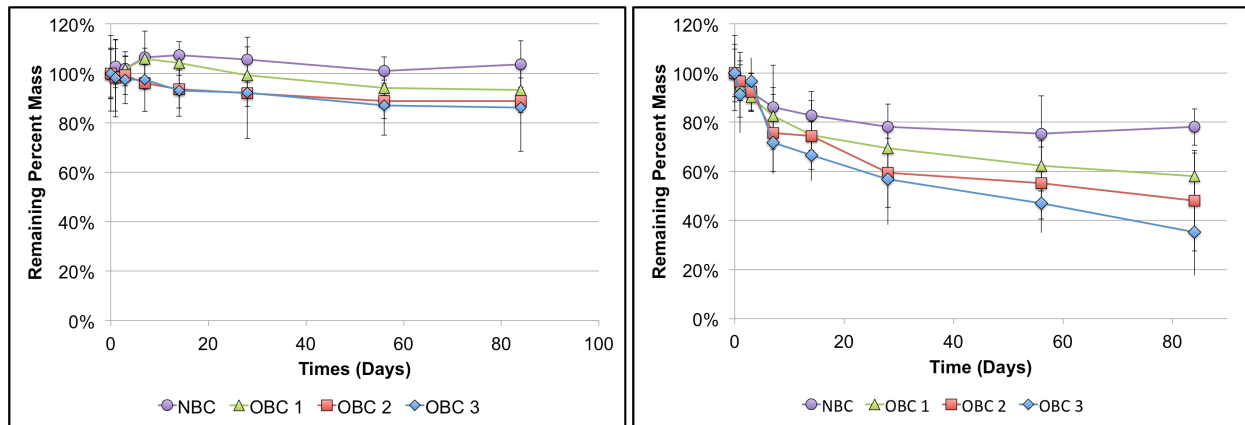 Remaining Percent Mass
120%
100%
80%
60%
40%
20%
0%
0 20 40 60 80 100
Times (Days)
NBC OBC 1 OBC 2 OBC 3
Remaining Percent Mass
120%
100%
80%
60%
40%
20%
0%
0 20 40 60 80
Time (Days)
NBC OBC 1 OBC 2 OBC 3